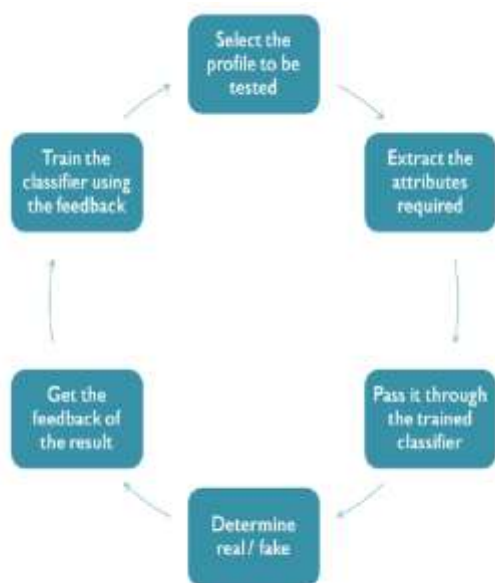 Select the
profile to be
tested
Extract the
attributes
required
Pass it through
the trained
classifier
Determine
real / fake
Get the
feedback of
the result
Train the
classifier using
the feedback